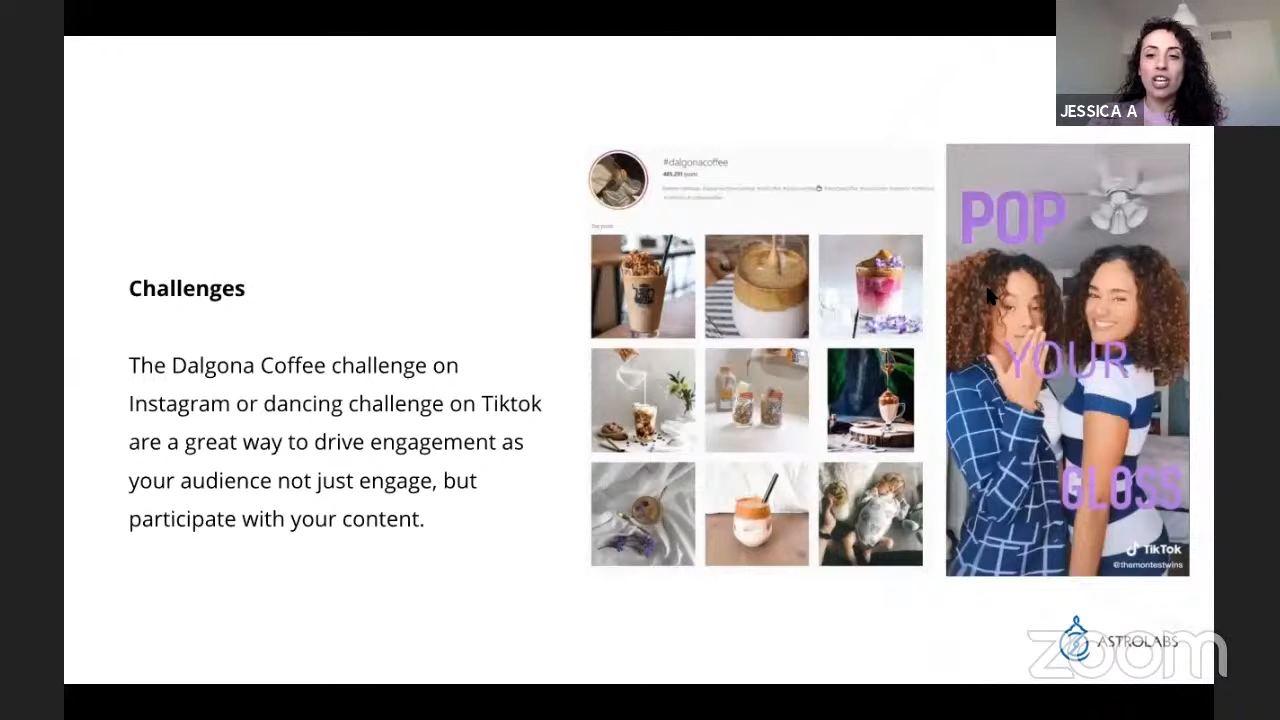 JESSICA A
Challenges
The Dalgona Coffee challenge on
Instagram or dancing challenge on Tiktok
are a great way to drive engagement as
your audience not just engage, but
participate with your content.
#dalgonacoffee
POP
YOUR
GLOSS
TikTok
@themontestwins
ASTROLABS
zoom